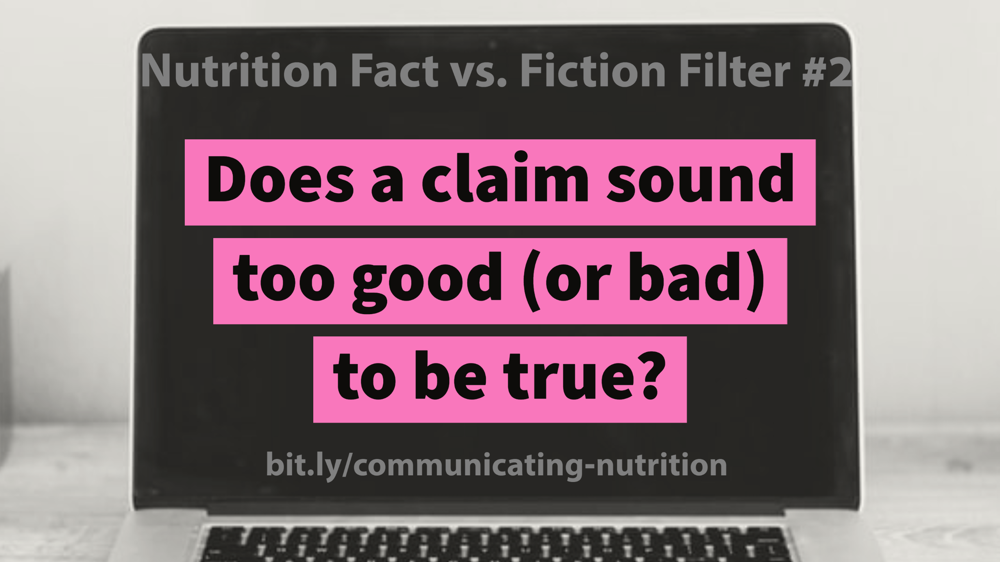 Nutrition Fact vs. Fiction Filter #2
Does a claim sound
too good (or bad)
to be true?
bit.ly/communicating-nutrition